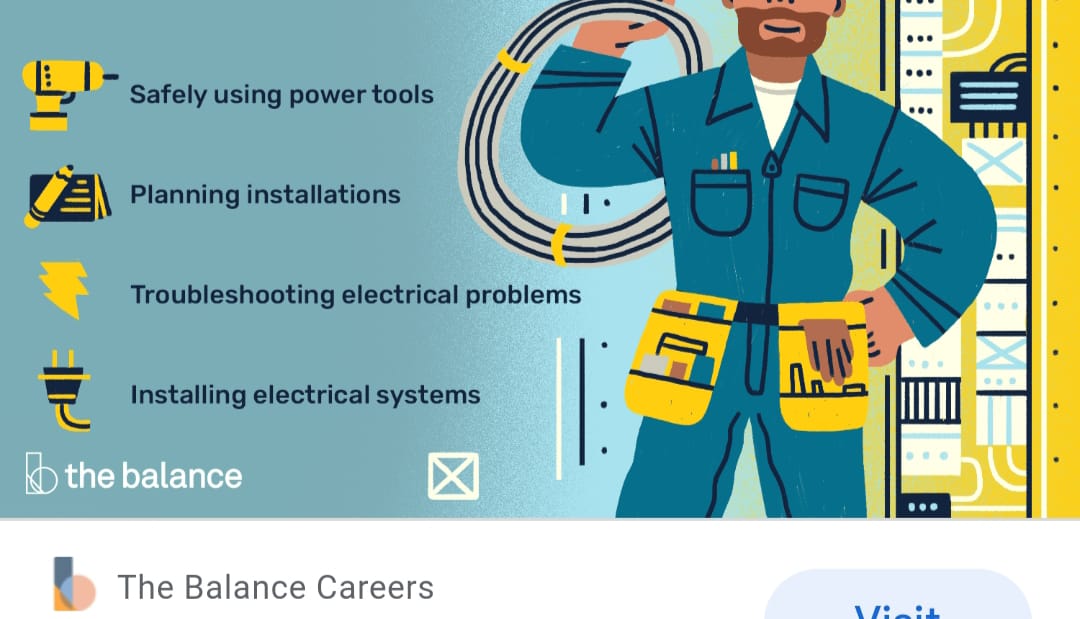 Safely using power tools
Planning installations
Troubleshooting electrical problems
Installing electrical systems
the balance
The Balance Careers
Visit